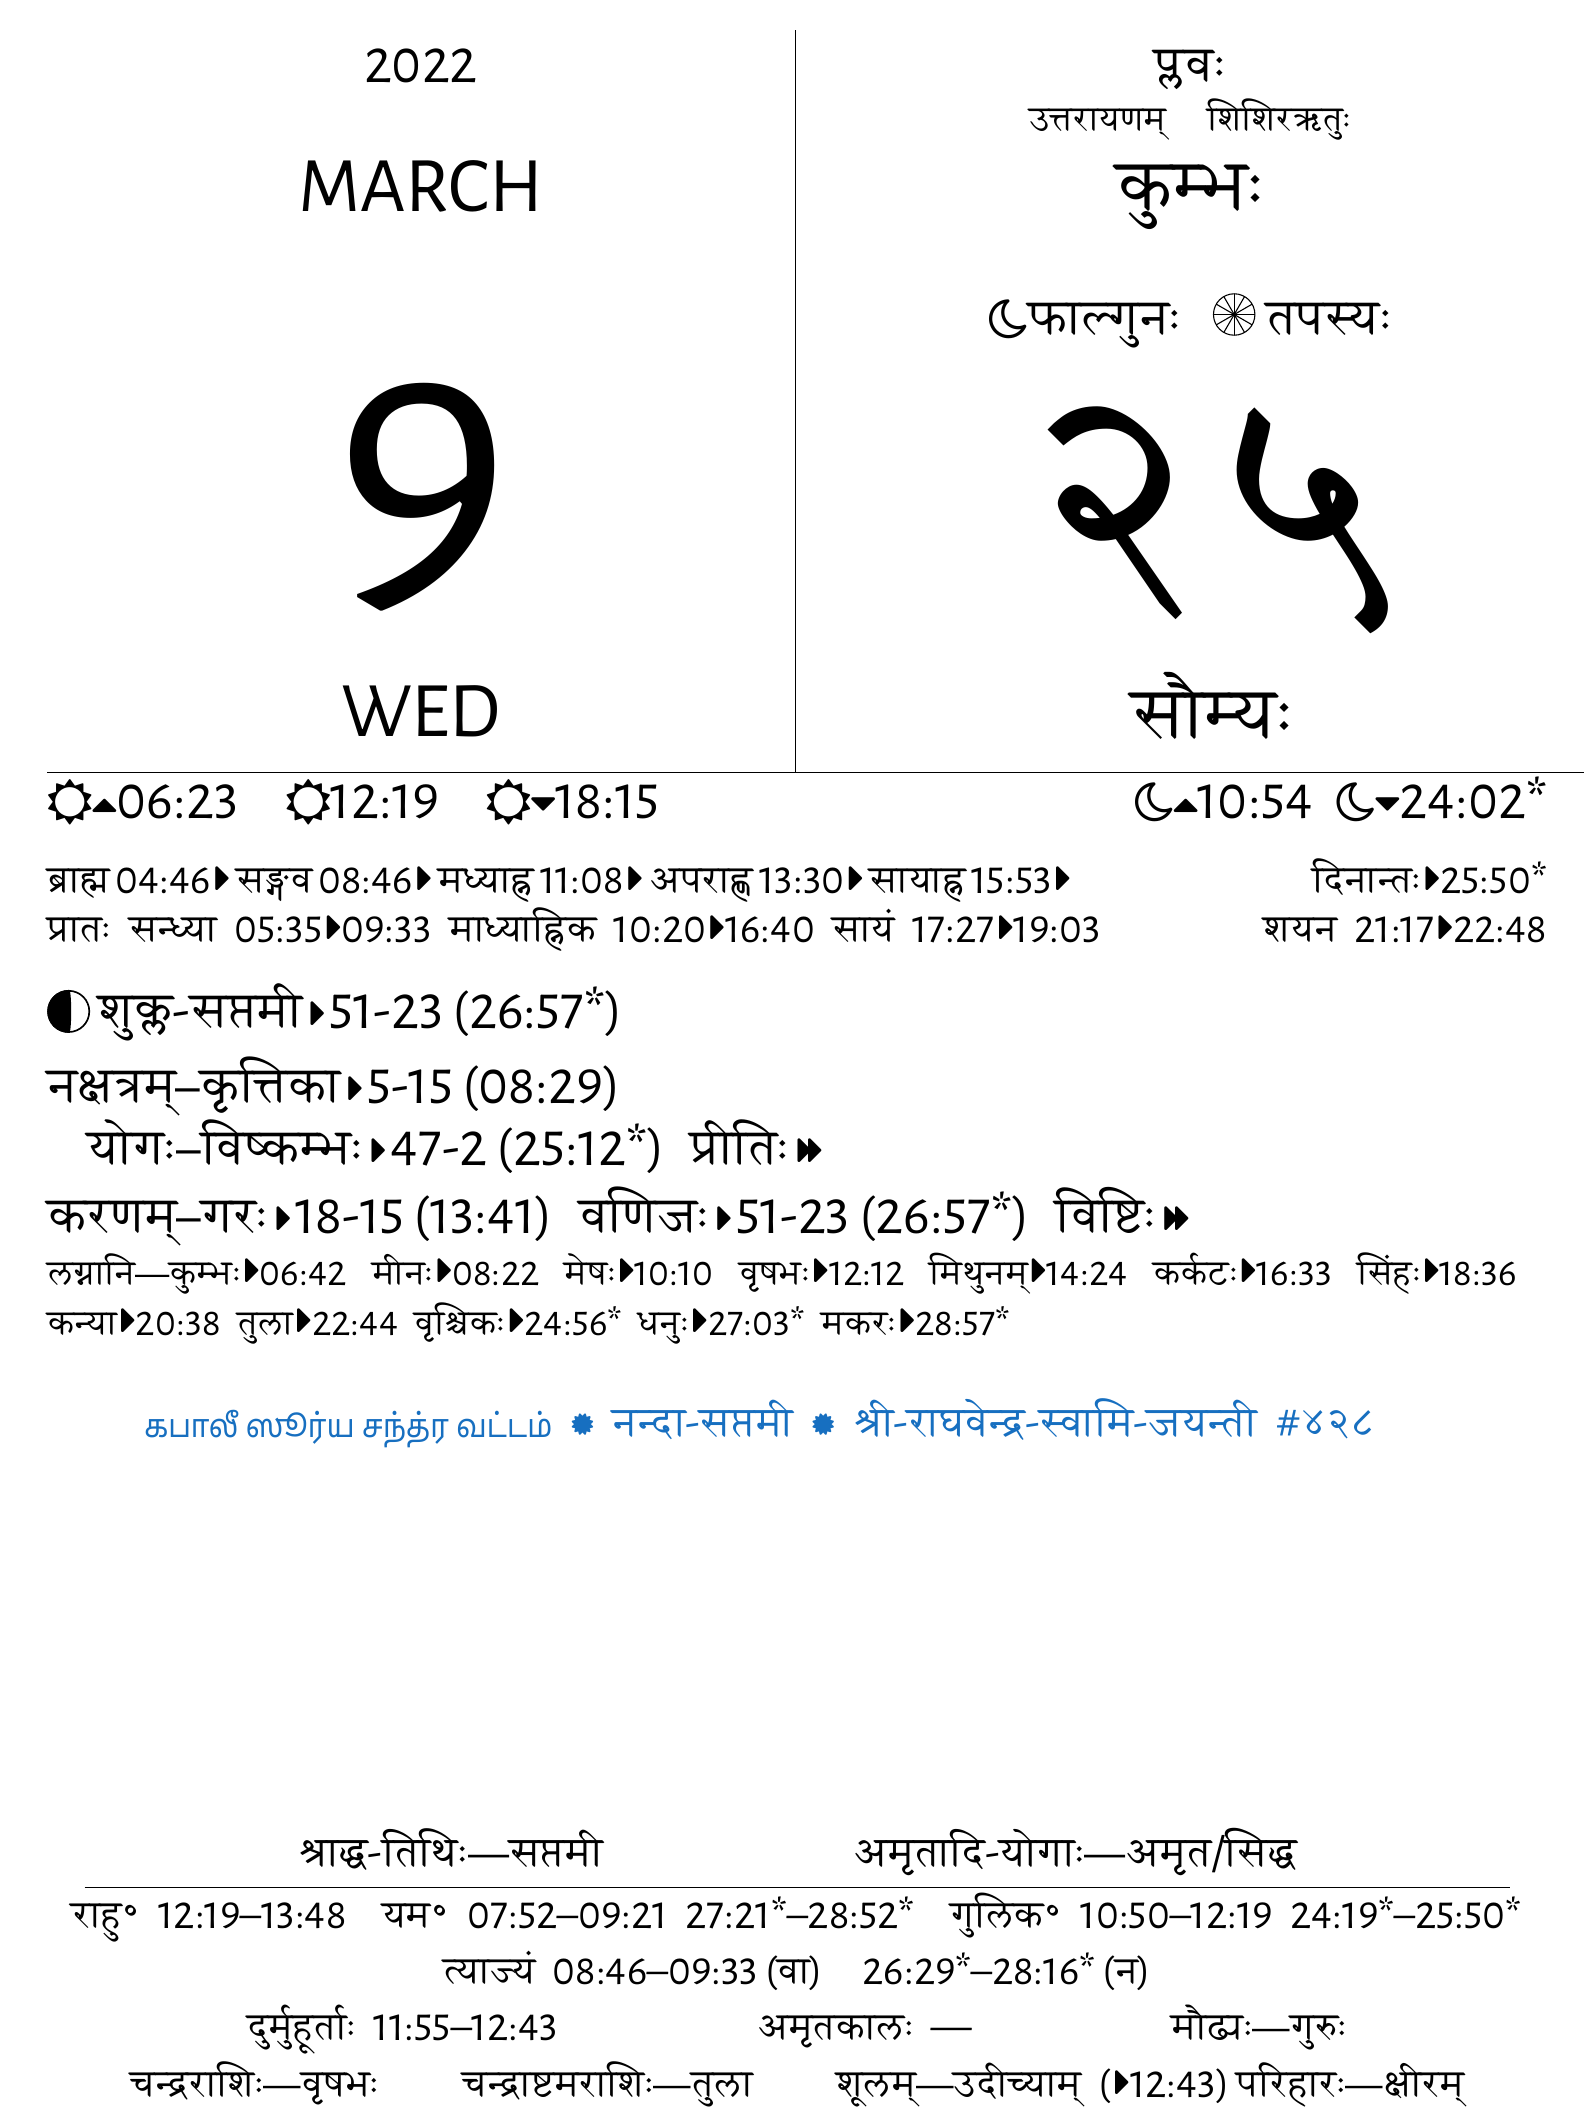 2022
MARCH
9
WED
प्लवः
उत्तरायणम् शिशिरऋतुः
कुम्भः
फाल्गुनः तपस्यः
२५
सौम्यः
06:23 12:19 18:15 10:54 24:02*
ब्राह्म 04:46 सङ्गव 08:46 मध्याह्न 11:08 अपराह्ण 13:30 सायाह्न 15:53 दिनान्तः 25:50*
प्रातः सन्ध्या 05:35 09:33 माध्याह्निक 10:20 16:40 सायं 17:27 19:03 शयन 21:17 22:48
शुक्ल-सप्तमी 51-23 (26:57*)
नक्षत्रम्–कृत्तिका 5-15 (08:29)
योगः–विष्कम्भः 47-2 (25:12*) प्रीतिः
करणम्–गरः 18-15 (13:41) वणिजः 51-23 (26:57*) विष्टिः
लग्नानि—कुम्भः 06:42 मीनः 08:22 मेषः 10:10 वृषभः 12:12 मिथुनम् 14:24 कर्कटः 16:33 सिंहः 18:36
कन्या 20:38 तुला 22:44 वृश्चिकः 24:56* धनुः 27:03* मकरः 28:57*
கபாலீ ஸூர்ய சந்த்ர வட்டம் ✹ नन्दा-सप्तमी ✹ श्री-राघवेन्द्र-स्वामि-जयन्ती #४२८
श्राद्ध-तिथिः—सप्तमी अमृतादि-योगाः—अमृत/सिद्ध
राहु॰ 12:19–13:48 यम॰ 07:52–09:21 27:21*–28:52* गुलिक॰ 10:50–12:19 24:19*–25:50*
त्याज्यं 08:46–09:33 (वा) 26:29*–28:16* (न)
दुर्मुहूर्ताः 11:55–12:43 अमृतकालः — मौढ्यः—गुरुः
चन्द्रराशिः—वृषभः चन्द्राष्टमराशिः—तुला शूलम्—उदीच्याम् (12:43) परिहारः—क्षीरम्